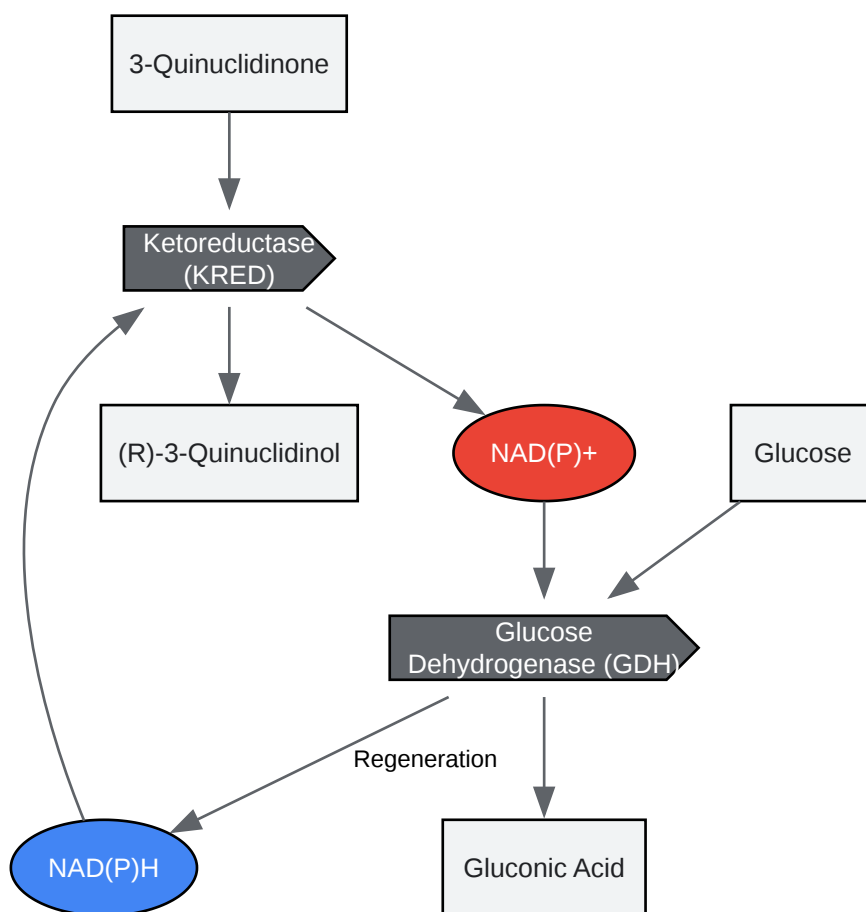 3-Quinuclidinone
Ketoreductase
(KRED)
(R)-3-Quinuclidinol
NAD(P)+
Glucose
Glucose
Dehydrogenase (GDH)
Regeneration
NAD(P)H
Gluconic Acid